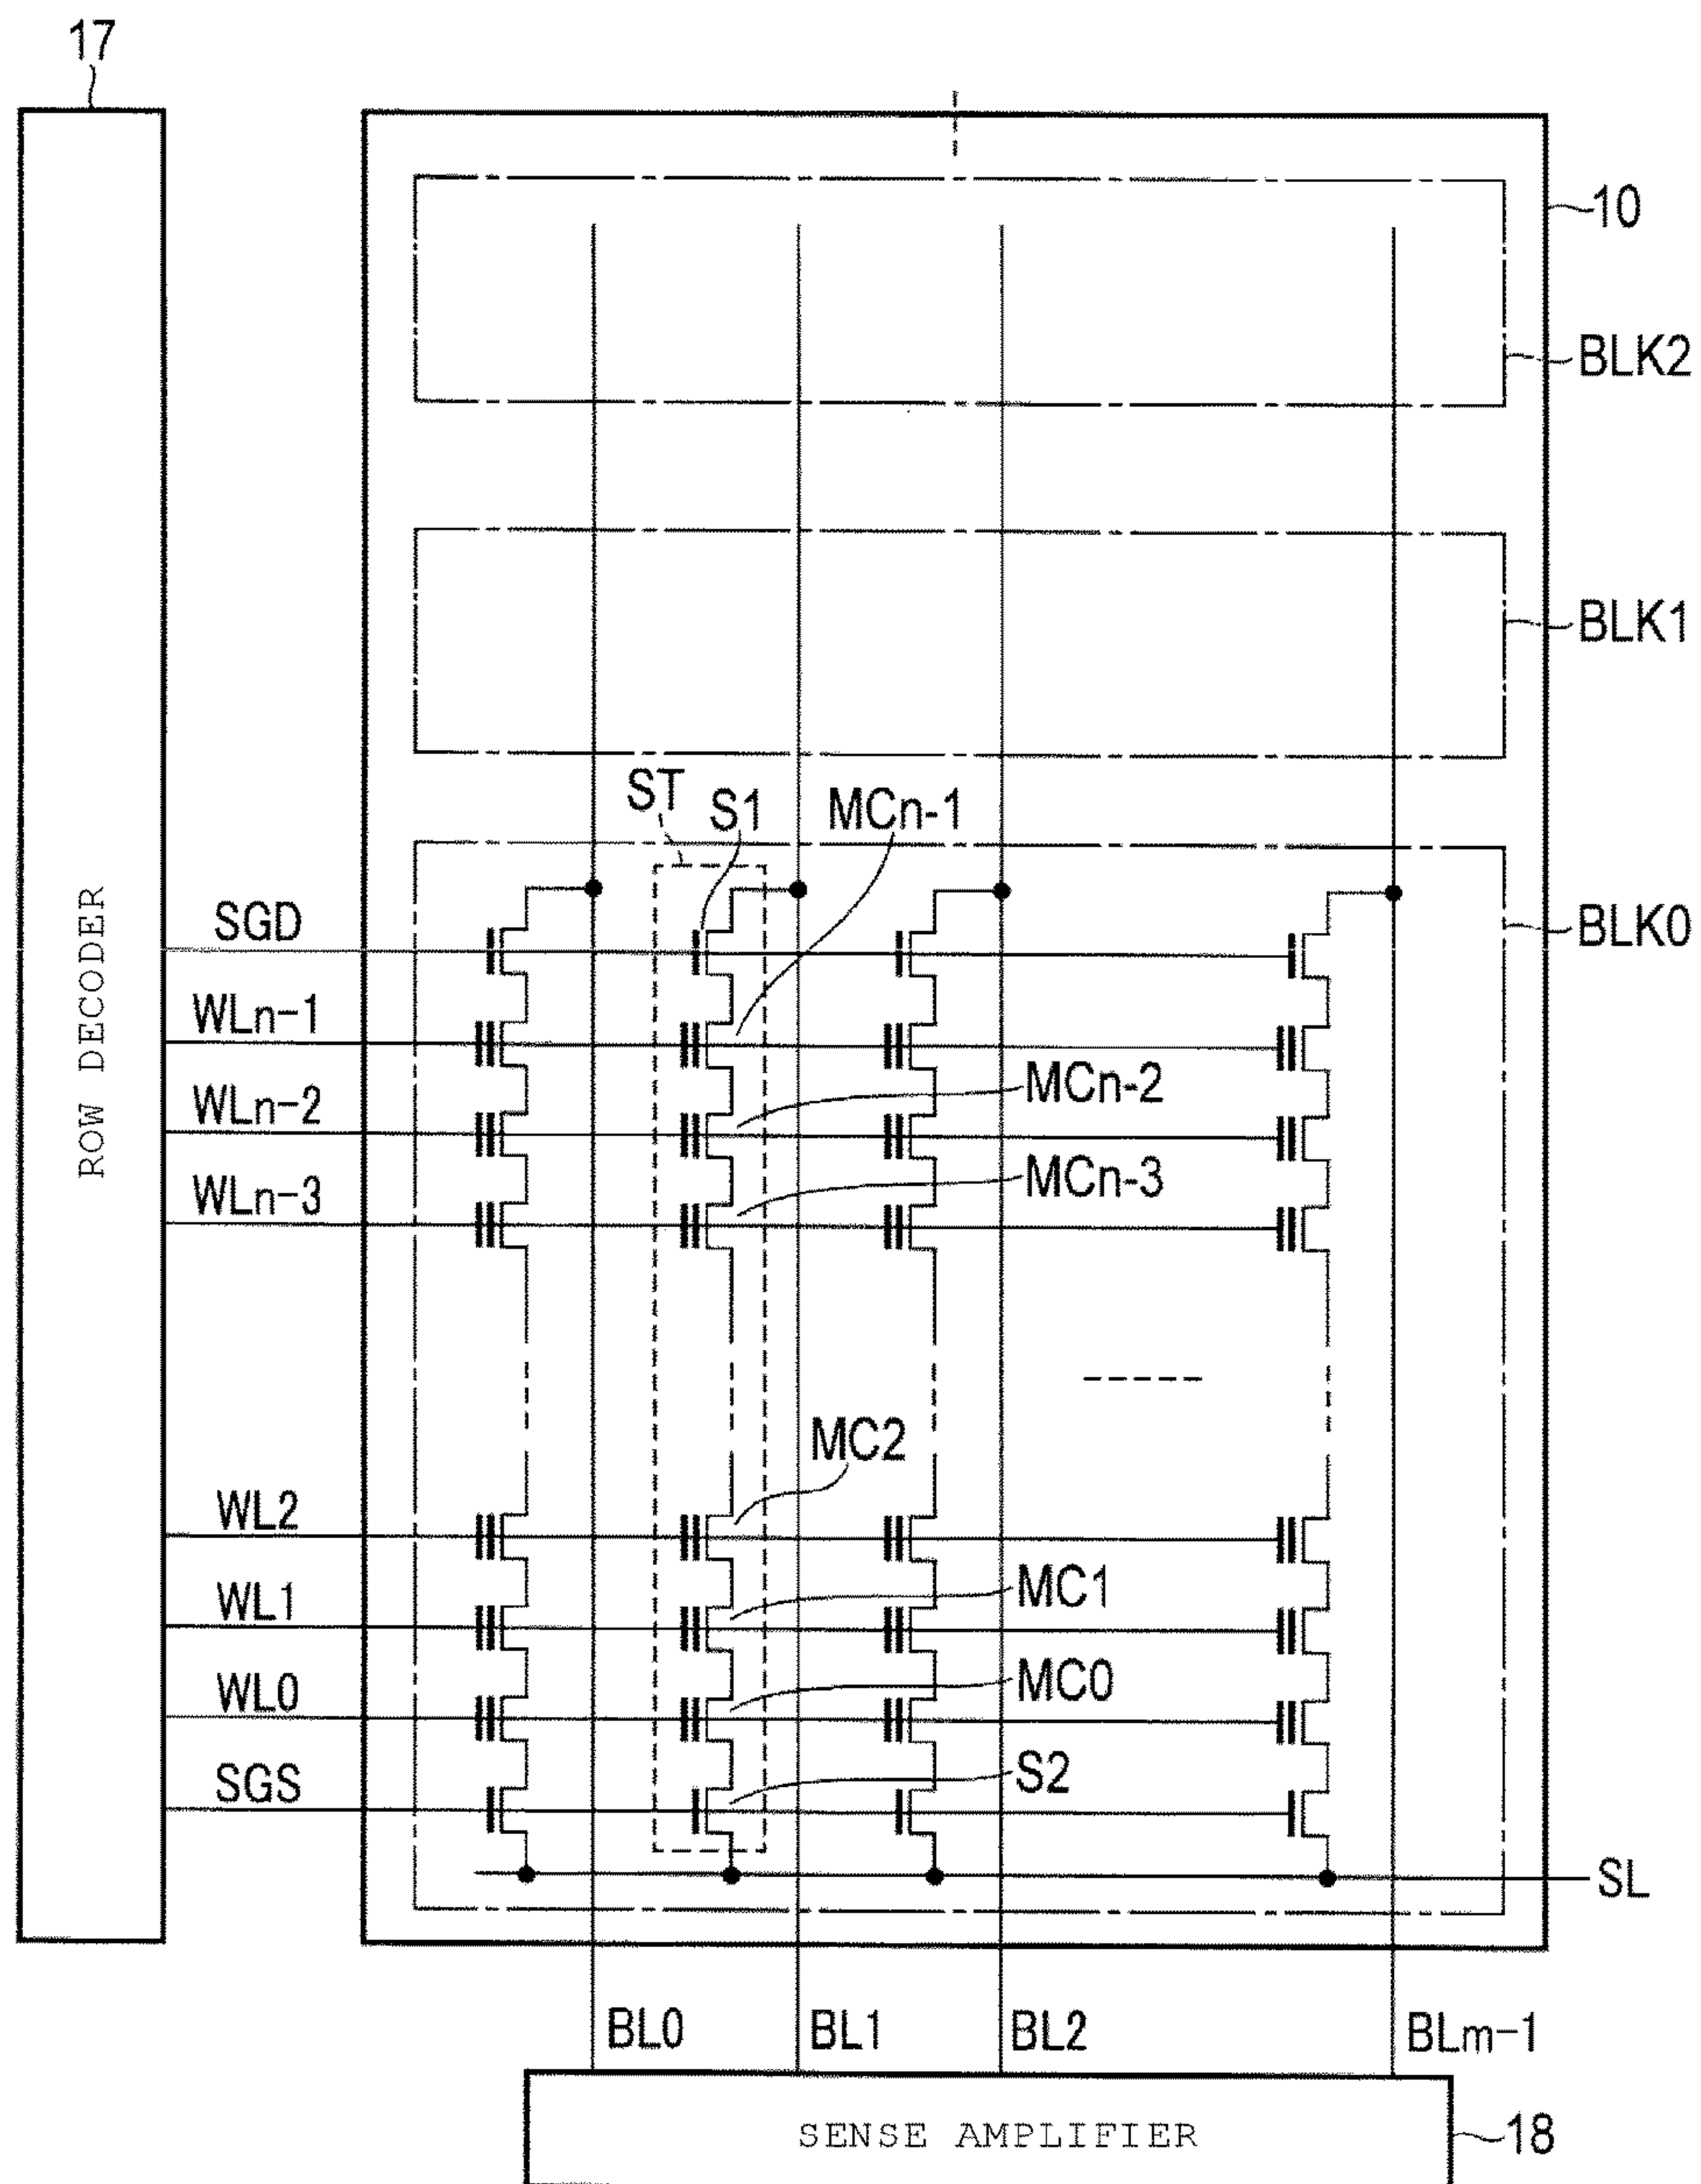 17
10
BLK2
BLK1
ST
S1
MCn-1
SGD
BLK0
WLn-1
WLn-2
MCn-2
WLn-3
MCn-3
ROW DECODER
MC2
WL2
WL1
MC1
WL0
MC0
SGS
S2
SL
BL0
BL1
BL2
BLm-1
SENSE AMPLIFIER
18